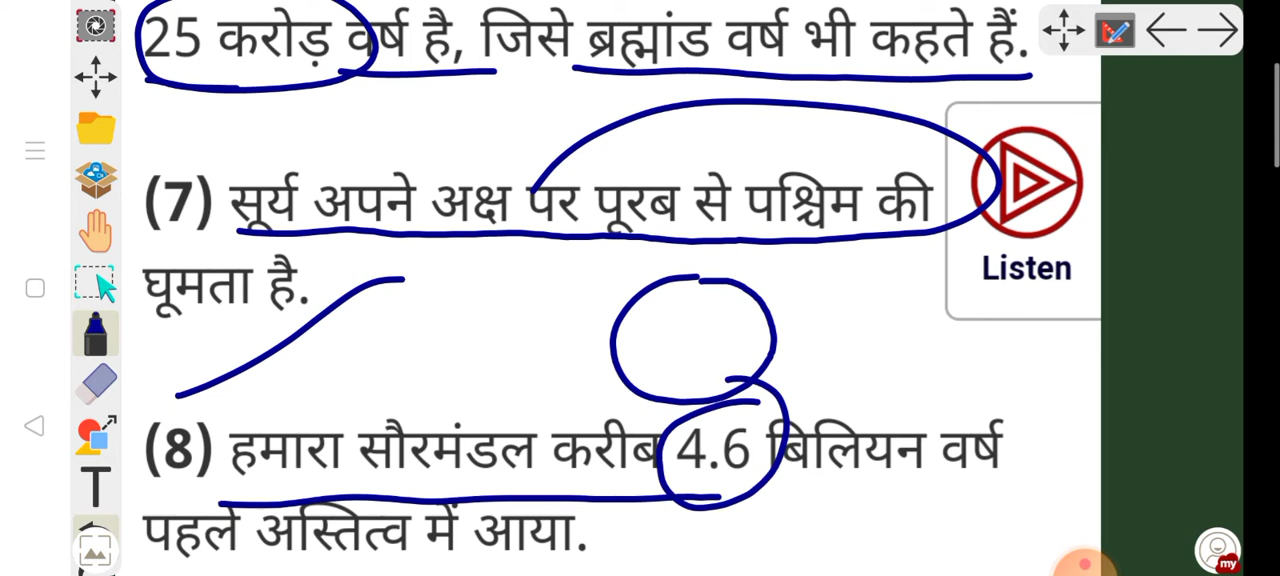 25 करोड़ वर्ष है, जिसे ब्रह्मांड वर्ष भी कहते हैं.
(7) सूर्य अपने अक्ष पर पूरब से पश्चिम की
घूमता है.
Listen
(8) हमारा सौरमंडल करीब 4.6 बिलियन वर्ष
पहले अस्तित्व में आया.
T
my